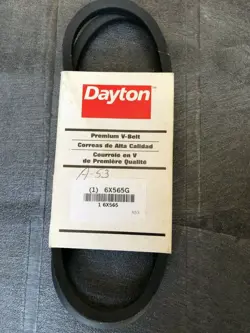 Dayton
Premium V-Belt
Correas de Alta Calidad
Courroie en V
de Première Qualité
A-53
(1) 6X565G
1 6X565